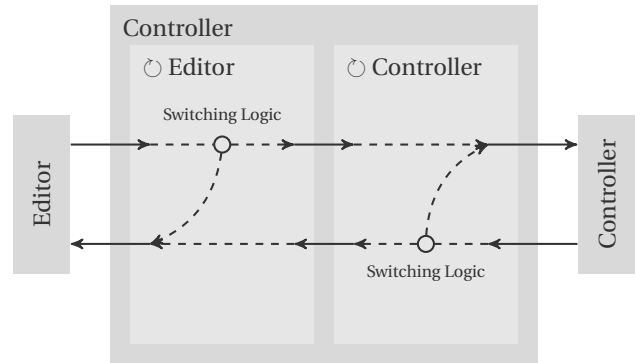 Controller
↻ Editor
↻ Controller
Switching Logic
Editor
Controller
Switching Logic